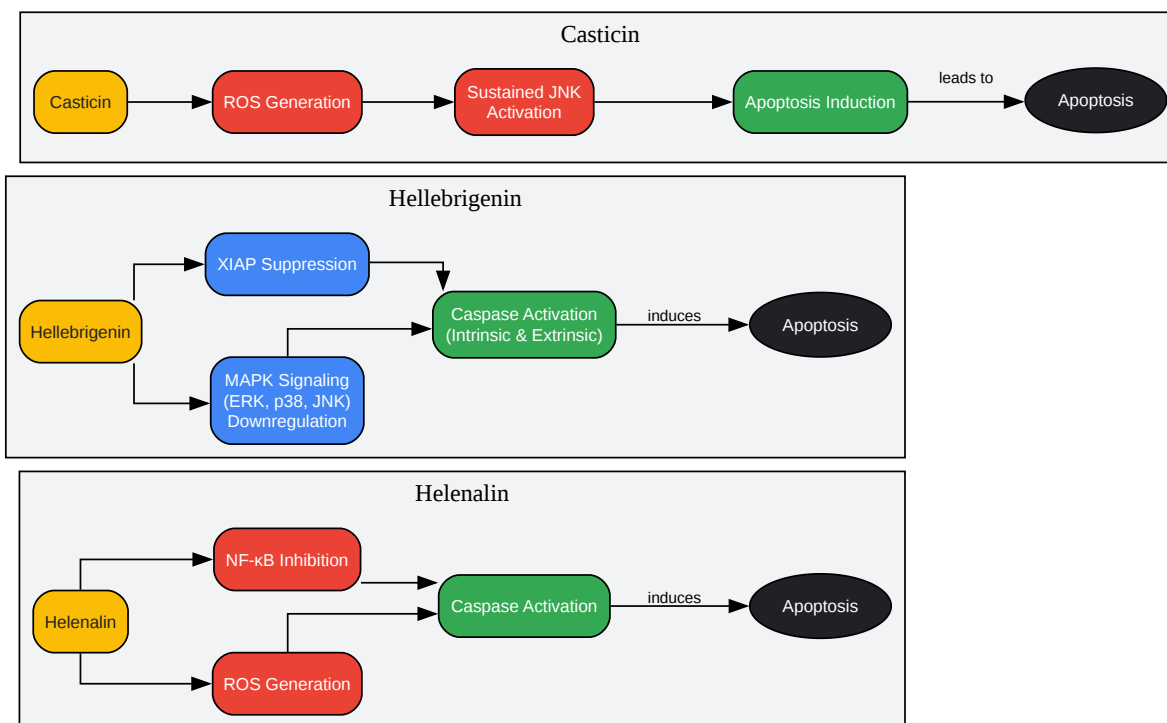 Casticin
Casticin
ROS Generation
Sustained JNK
Activation
Apoptosis Induction
leads to
Apoptosis
Hellebrigenin
Hellebrigenin
XIAP Suppression
MAPK Signaling
(ERK, p38, JNK)
Downregulation
Caspase Activation
(Intrinsic & Extrinsic)
induces
Apoptosis
Helenalin
Helenalin
NF-κB Inhibition
ROS Generation
Caspase Activation
induces
Apoptosis